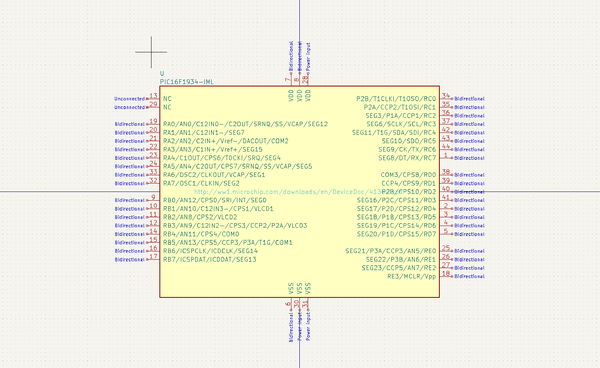 Bidirectional
Bidirectional
Power Input
7
8
28
U
PIC16F1934-IML
VDD
VDD
VDD
Unconnected 13 NC
Unconnected 29 NC
Bidirectional 19 RA0/AN0/C12IN0-/C2OUT/SRNQ/SS/VCAP/SEG12
Bidirectional 20 RA1/AN1/C12IN1-/SEG7
Bidirectional 21 RA2/AN2/C2IN+/Vref-/DACOUT/COM2
Bidirectional 22 RA3/AN3/C1IN+/Vref+/SEG15
Bidirectional 23 RA4/C1OUT/CPS6/T0CKI/SRQ/SEG4
Bidirectional 24 RA5/AN4/C2OUT/CPS7/SRNQ/SS/VCAP/SEG5
Bidirectional 33 RA6/OSC2/CLKOUT/VCAP/SEG1
Bidirectional 32 RA7/OSC1/CLKIN/SEG2
http://ww1.microchip.com/downloads/en/DeviceDoc/
Bidirectional 9 RB0/AN12/CPS0/SRI/INT/SEG0
Bidirectional 10 RB1/AN10/C12IN3-/CPS1/VLCD1
Bidirectional 11 RB2/AN8/CPS2/VLCD2
Bidirectional 12 RB3/AN9/C12IN2-/CPS3/CCP2/P2A/VLCD3
Bidirectional 14 RB4/AN11/CPS4/COM0
Bidirectional 15 RB5/AN13/CPS5/CCP3/P3A/T1G/COM1
Bidirectional 16 RB6/ICSPCLK/ICDCLK/SEG14
Bidirectional 17 RB7/ICSPDAT/ICDDAT/SEG13
P2B/T1CLKI/T1OSO/RC0 34 Bidirectional
P2A/CCP2/T1OSI/RC1 35 Bidirectional
SEG3/P1A/CCP1/RC2 36 Bidirectional
SEG6/SCLK/SCL/RC3 37 Bidirectional
SEG11/T1G/SDA/SDI/RC4 42 Bidirectional
SEG10/SDO/RC5 43 Bidirectional
SEG9/CK/TX/RC6 44 Bidirectional
SEG8/DT/RX/RC7 1 Bidirectional
COM3/CPS8/RD0 38 Bidirectional
CCP4/CPS9/RD1 39 Bidirectional
P2B/CPS10/RD2 40 Bidirectional
SEG16/P2C/CPS11/RD3 41 Bidirectional
SEG17/P2D/CPS12/RD4 2 Bidirectional
SEG18/P1B/CPS13/RD5 3 Bidirectional
SEG19/P1C/CPS14/RD6 4 Bidirectional
SEG20/P1D/CPS15/RD7 5 Bidirectional
SEG21/P3A/CCP3/AN5/RE0 25 Bidirectional
SEG22/P3B/AN6/RE1 26 Bidirectional
SEG23/CCP5/AN7/RE2 27 Bidirectional
RE3/MCLR/Vpp 18 Bidirectional
VSS
VSS
VSS
6
30
31
Bidirectional
Power Input
Power Input